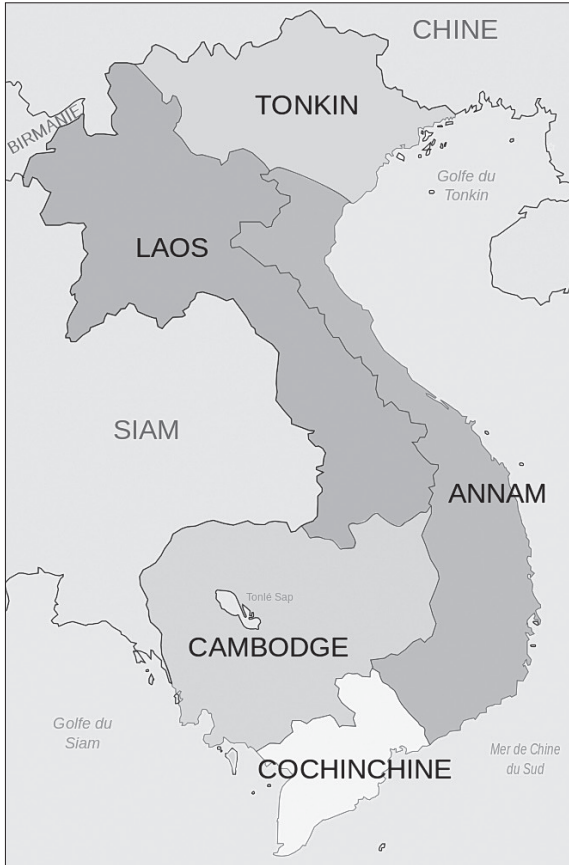 CHINE
TONKIN
BIRMANIE
Golfe du
Tonkin
LAOS
SIAM
ANNAM
Tonlé Sap
CAMBODGE
Golfe du
Siam
Mer de Chine
du Sud
COCHINCHINE